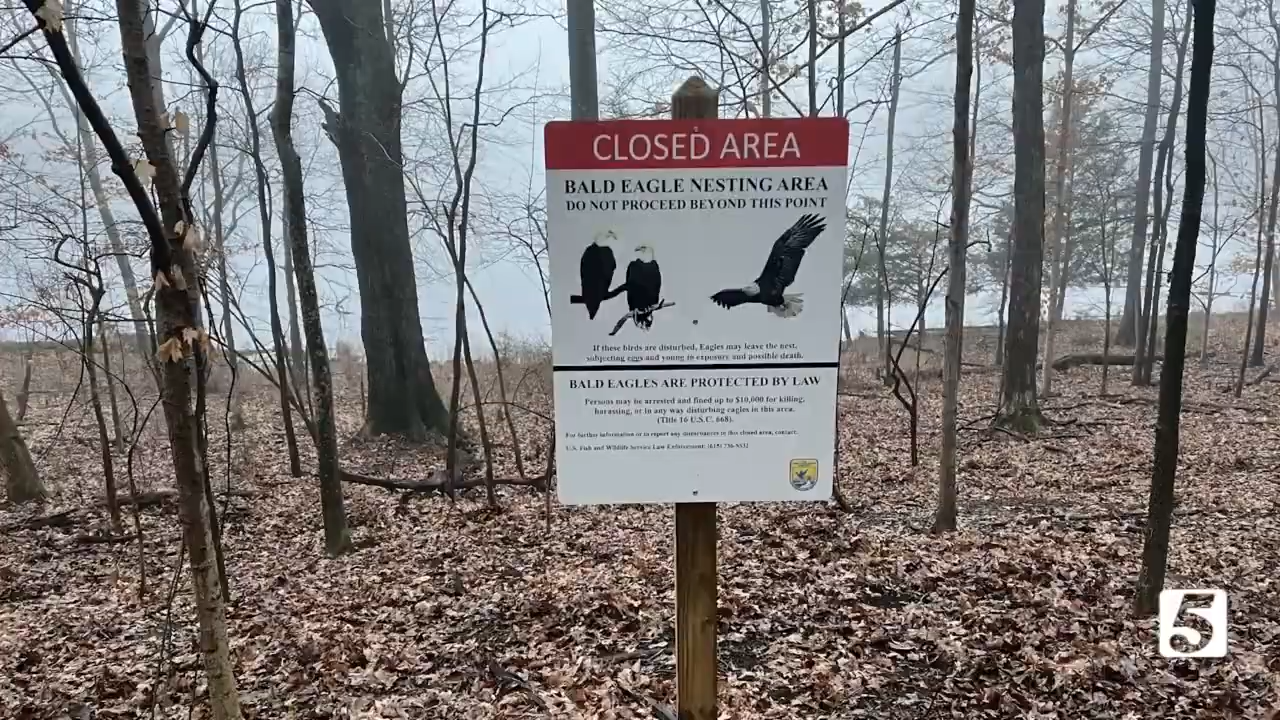 CLOSED AREA
BALD EAGLE NESTING AREA
DO NOT PROCEED BEYOND THIS POINT
If these birds are disturbed, Eagles may leave the nest,
subjecting eggs and young to exposure and possible death.
BALD EAGLES ARE PROTECTED BY LAW
Persons may be arrested and fined up to $10,000 for killing,
harassing, or in any way disturbing eagles in this area.
(Title 16 U.S.C. 668).
For further information or to report any disturbances in this closed area, contact:
U.S. Fish and Wildlife Service Law Enforcement: (615) 736-5532
5